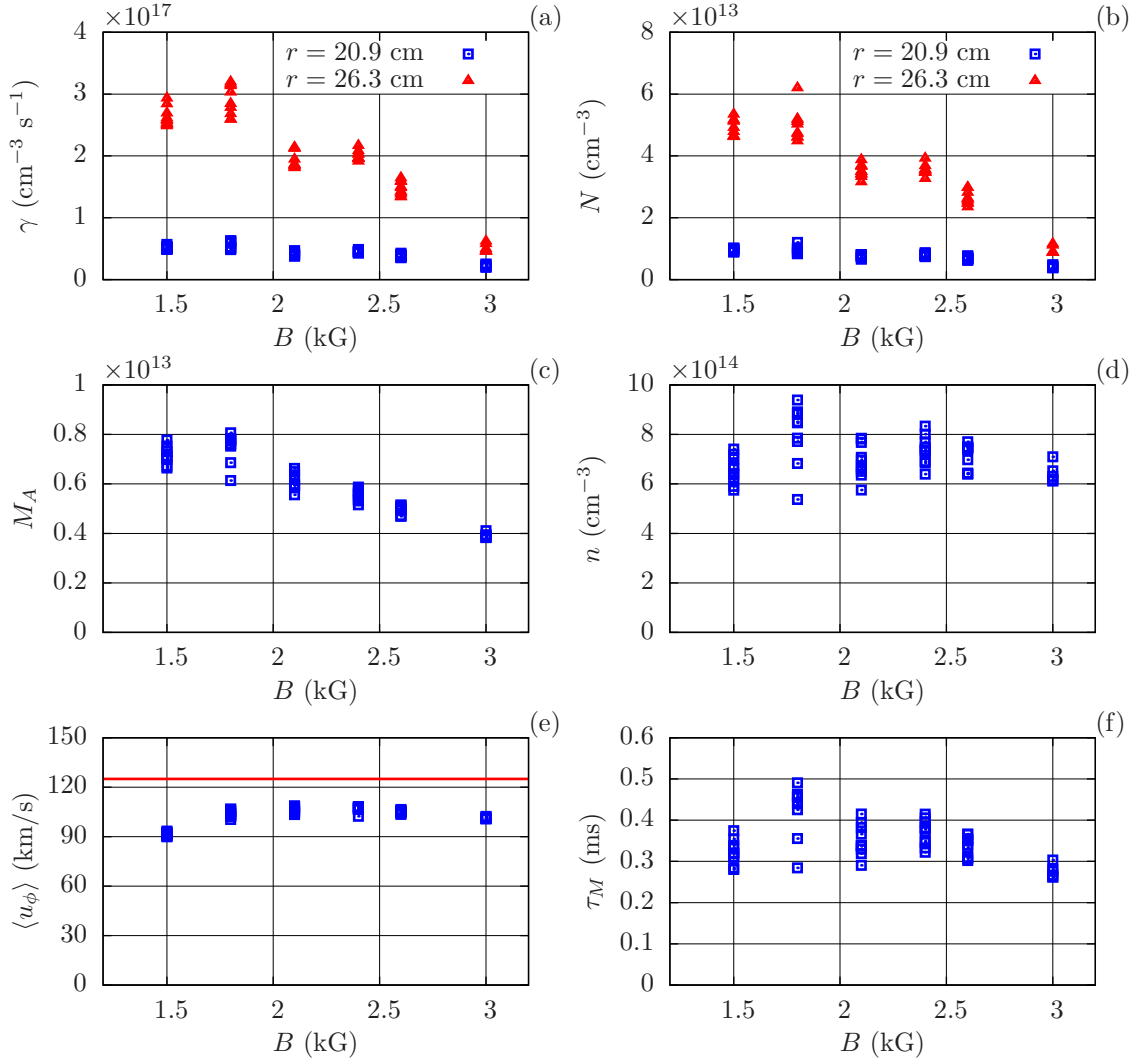 ×10^17 (a)
4
3
2
1
0
γ (cm^−3 s^−1)
r = 20.9 cm
r = 26.3 cm
1.5 2 2.5 3
B (kG)
×10^13 (b)
8
6
4
2
0
N (cm^−3)
r = 20.9 cm
r = 26.3 cm
1.5 2 2.5 3
B (kG)
×10^13 (c)
1
0.8
0.6
0.4
0.2
0
M_A
1.5 2 2.5 3
B (kG)
×10^14 (d)
10
8
6
4
2
0
n (cm^−3)
1.5 2 2.5 3
B (kG)
(e)
150
120
90
60
30
0
⟨u_ϕ⟩ (km/s)
1.5 2 2.5 3
B (kG)
(f)
0.6
0.5
0.4
0.3
0.2
0.1
0
τ_M (ms)
1.5 2 2.5 3
B (kG)